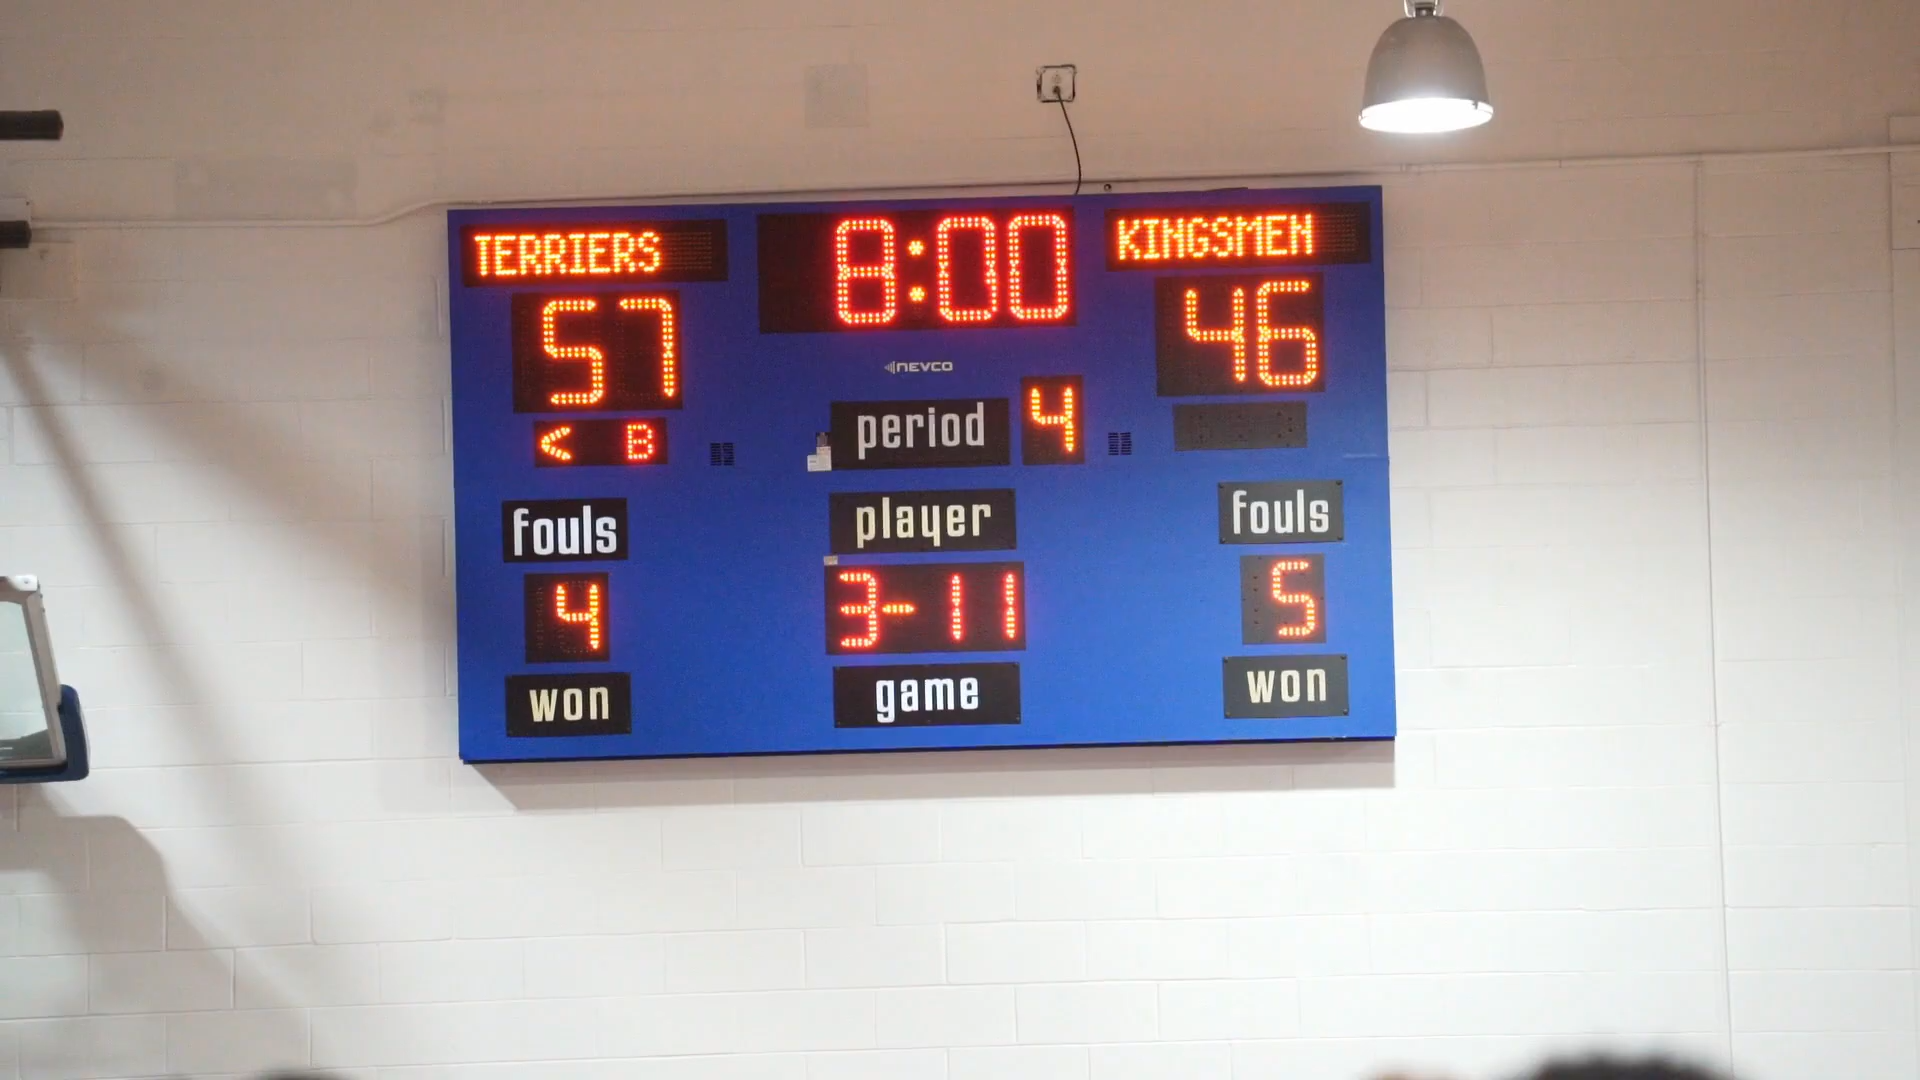 TERRIERS 8:00 KINGSMEN
57 46
NEVCO
< B period 4
fouls player fouls
4 3-11 5
won game won